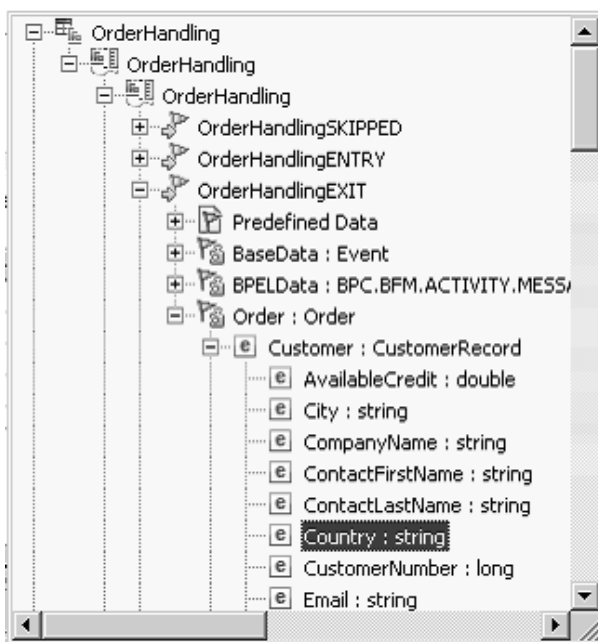 OrderHandling
OrderHandling
OrderHandling
OrderHandlingSKIPPED
OrderHandlingENTRY
OrderHandlingEXIT
Predefined Data
BaseData : Event
BPELData : BPC.BFM.ACTIVITY.MESSA
Order : Order
e Customer : CustomerRecord
e AvailableCredit : double
e City : string
e CompanyName : string
e ContactFirstName : string
e ContactLastName : string
e Country : string
e CustomerNumber : long
e Email : string